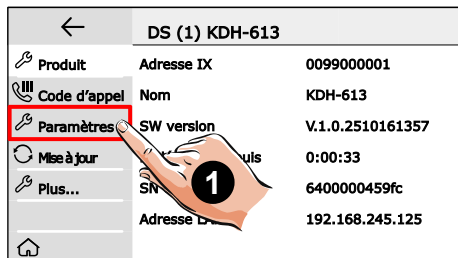 DS (1) KDH-613
Produit
Adresse IX 0099000001
Code d'appel
Nom KDH-613
Paramètres
SW version V.1.0.2510161357
Mise à jour
uis 0:00:33
Plus...
SN 6400000459fc
1
Adresse 192.168.245.125